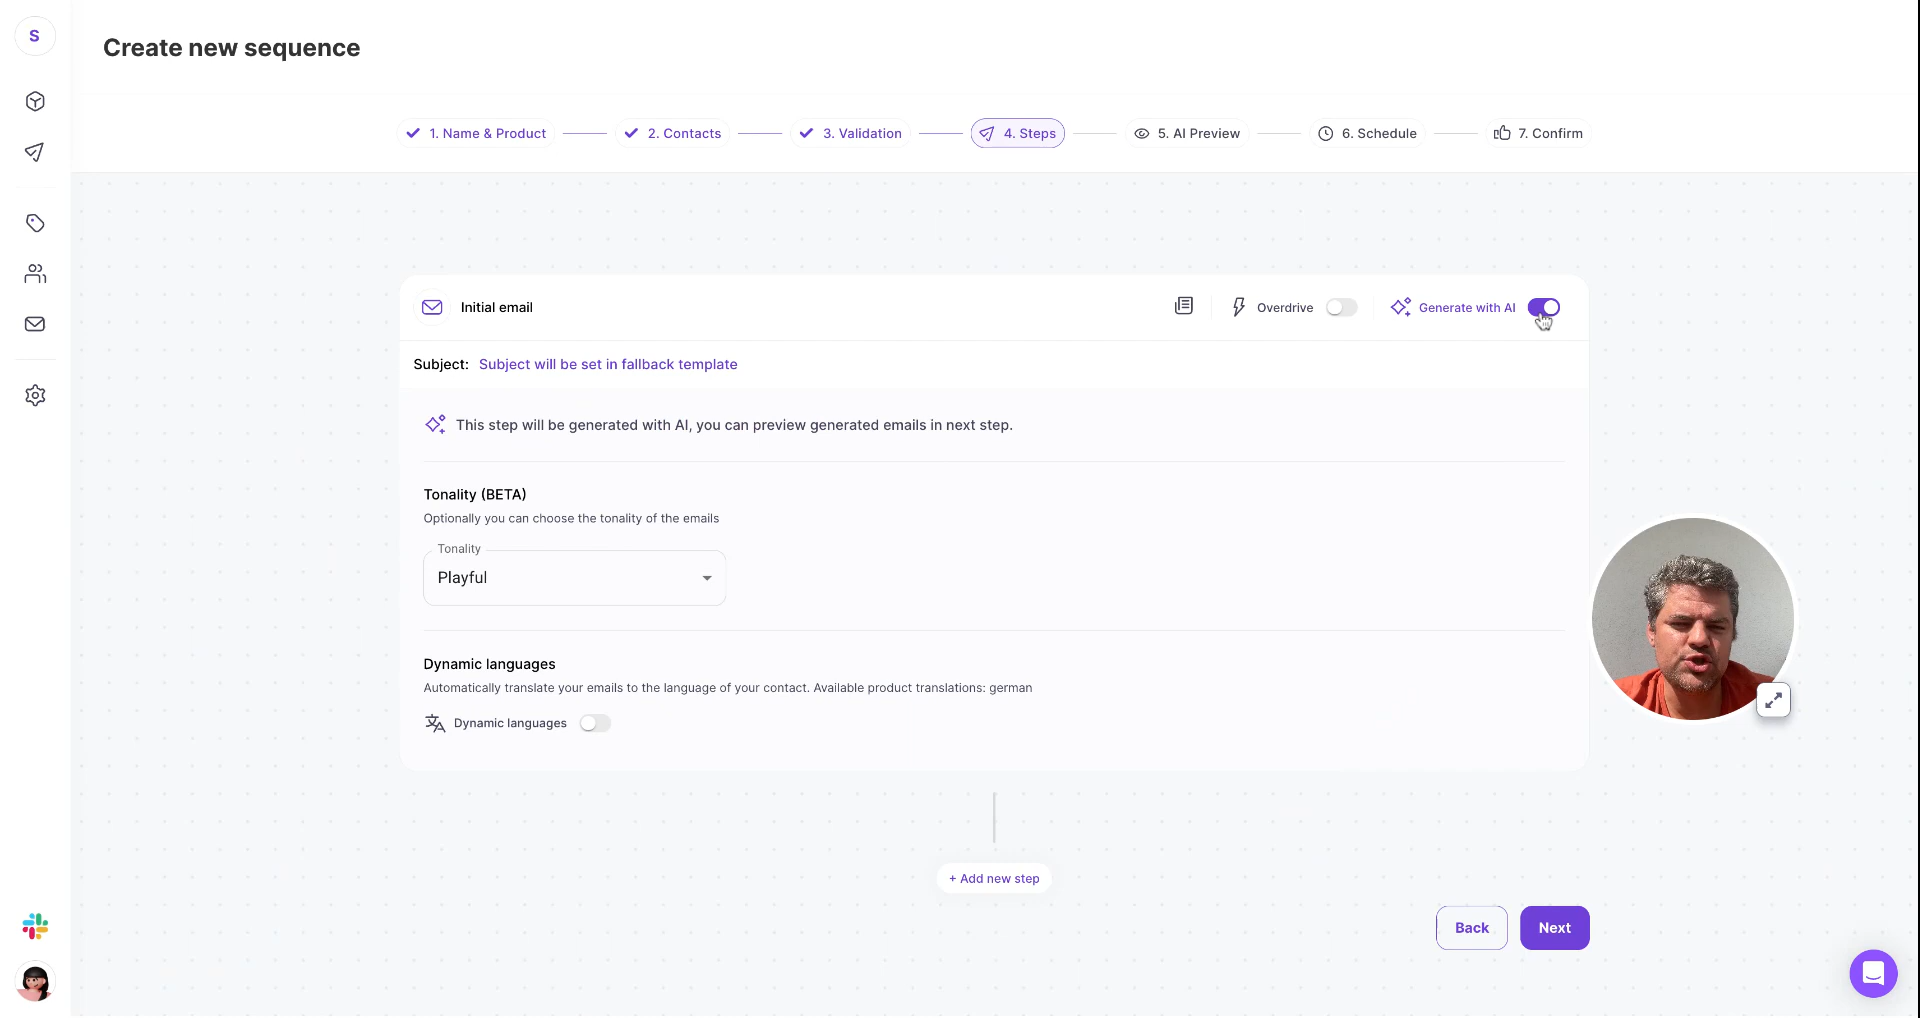 S
Create new sequence
1. Name & Product
2. Contacts
3. Validation
4. Steps
5. AI Preview
6. Schedule
7. Confirm
Initial email
Overdrive
Generate with AI
Subject: Subject will be set in fallback template
This step will be generated with AI, you can preview generated emails in next step.
Tonality (BETA)
Optionally you can choose the tonality of the emails
Tonality
Playful
Dynamic languages
Automatically translate your emails to the language of your contact. Available product translations: german
Dynamic languages
+ Add new step
Back
Next